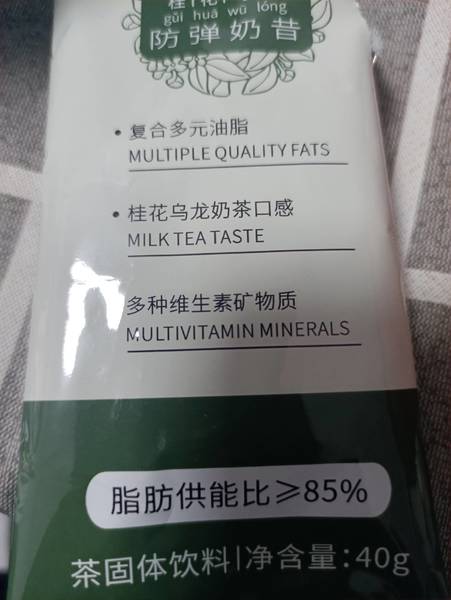 桂花
guì huā wū lóng
防弹奶昔
• 复合多元油脂
MULTIPLE QUALITY FATS
• 桂花乌龙奶茶口感
MILK TEA TASTE
多种维生素矿物质
MULTIVITAMIN MINERALS
脂肪供能比≥85%
茶固体饮料|净含量:40g